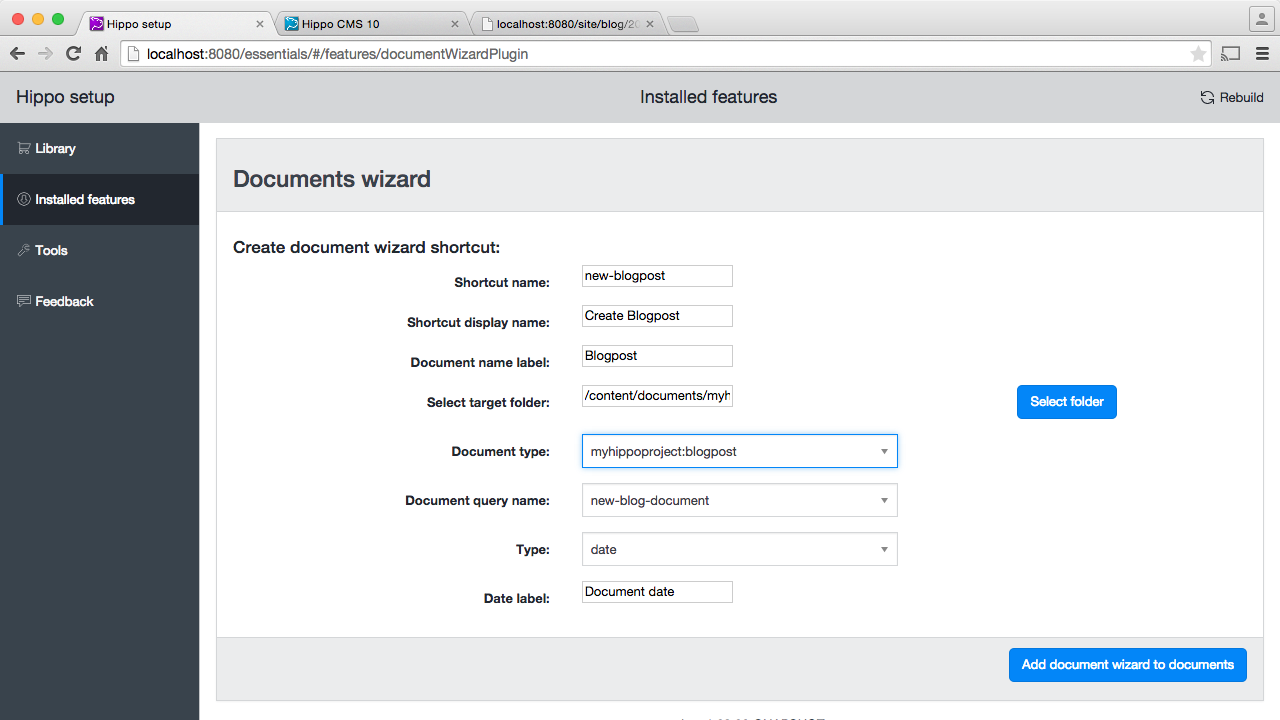 Hippo setup
Hippo CMS 10
localhost:8080/site/blog/20
localhost:8080/essentials/#/features/documentWizardPlugin
Hippo setup
Installed features
Rebuild
Library
Installed features
Tools
Feedback
Documents wizard
Create document wizard shortcut:
Shortcut name: new-blogpost
Shortcut display name: Create Blogpost
Document name label: Blogpost
Select target folder: /content/documents/myh Select folder
Document type: myhippoproject:blogpost
Document query name: new-blog-document
Type: date
Date label: Document date
Add document wizard to documents